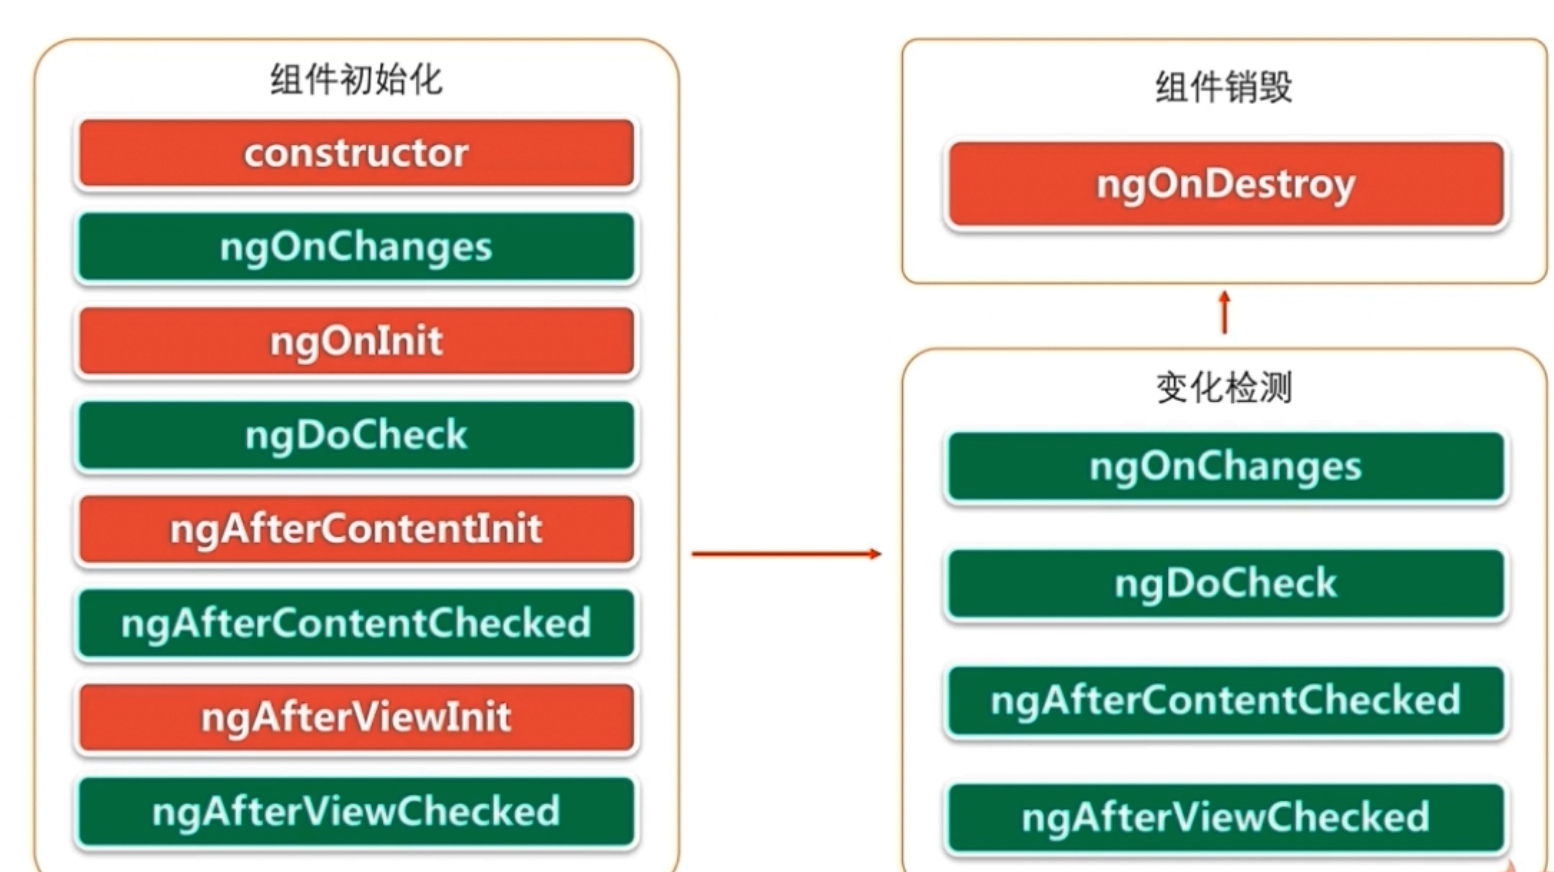 组件初始化
constructor
ngOnChanges
ngOnInit
ngDoCheck
ngAfterContentInit
ngAfterContentChecked
ngAfterViewInit
ngAfterViewChecked
组件销毁
ngOnDestroy
变化检测
ngOnChanges
ngDoCheck
ngAfterContentChecked
ngAfterViewChecked